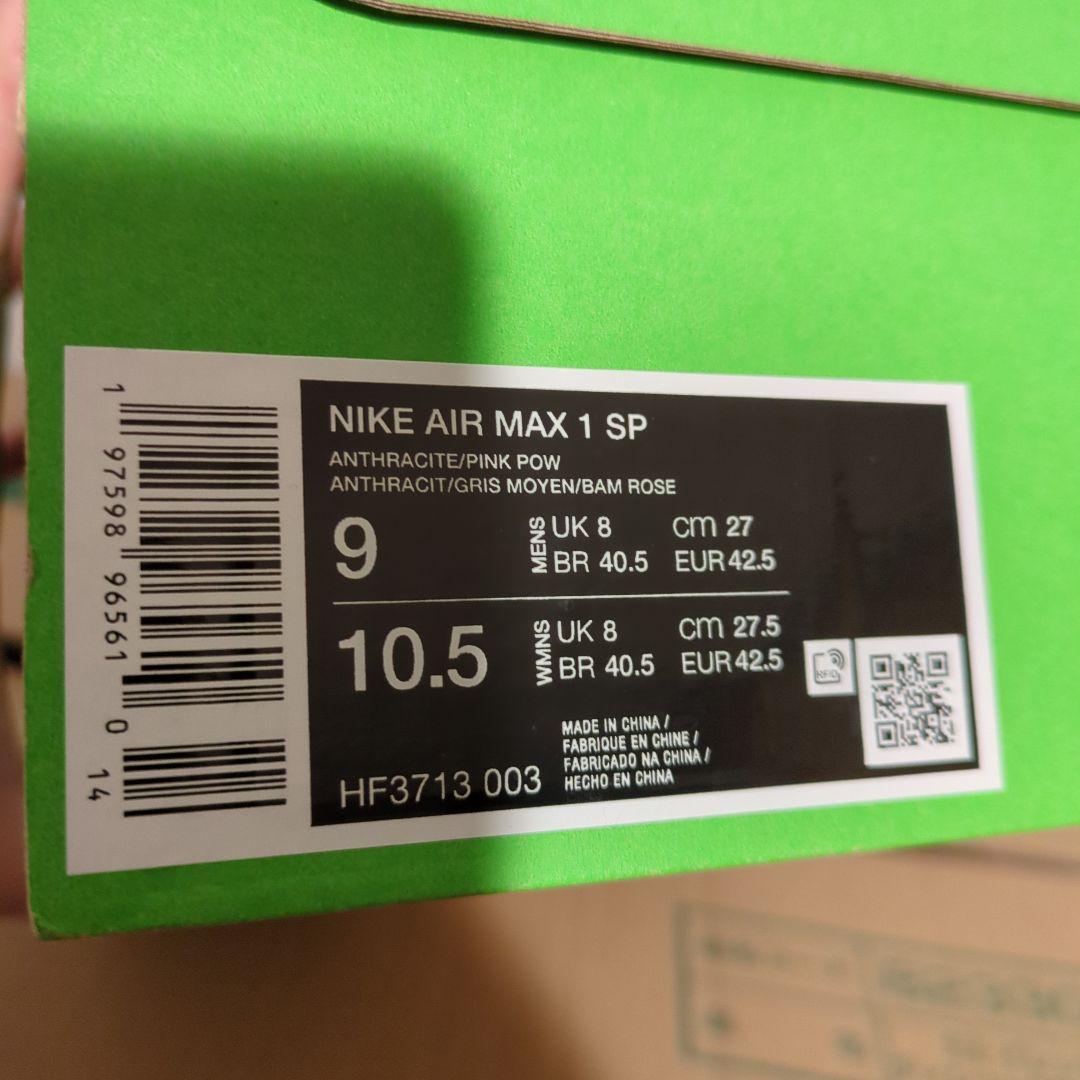 1 97598 96561 0 14
NIKE AIR MAX 1 SP
ANTHRACITE/PINK POW
ANTHRACIT/GRIS MOYEN/BAM ROSE
9
MENS
UK 8
cm 27
BR 40.5
EUR 42.5
10.5
WMNS
UK 8
cm 27.5
BR 40.5
EUR 42.5
RFID
MADE IN CHINA /
FABRIQUE EN CHINE /
FABRICADO NA CHINA /
HECHO EN CHINA
HF3713 003